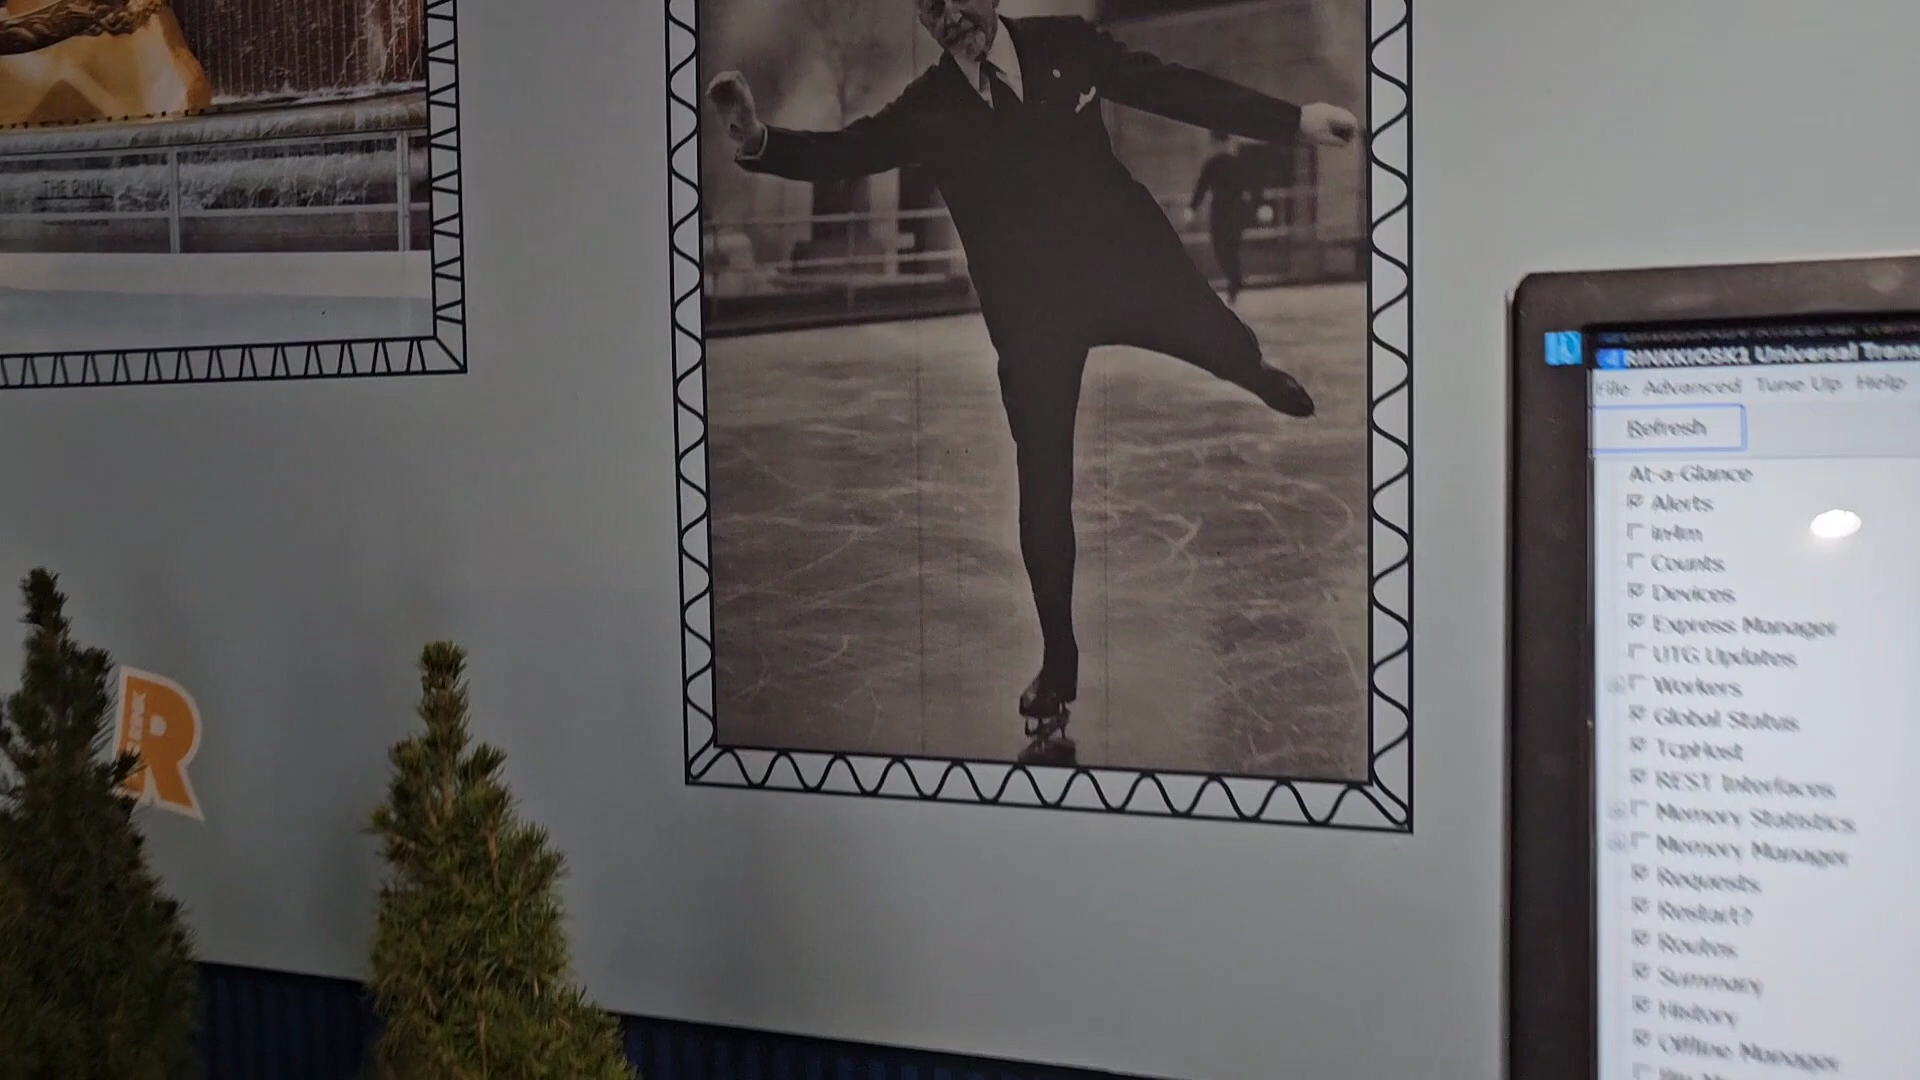 THE RINK
R
RINKKIOSK1 Universal Trans
File Advanced Tune Up Help
Refresh
At-a-Glance
Alerts
in4m
Counts
Devices
Express Manager
UTG Updates
Workers
Global Status
TcpHost
REST Interfaces
Memory Statistics
Memory Manager
Requests
Restart?
Routes
Summary
History
Offline Manager